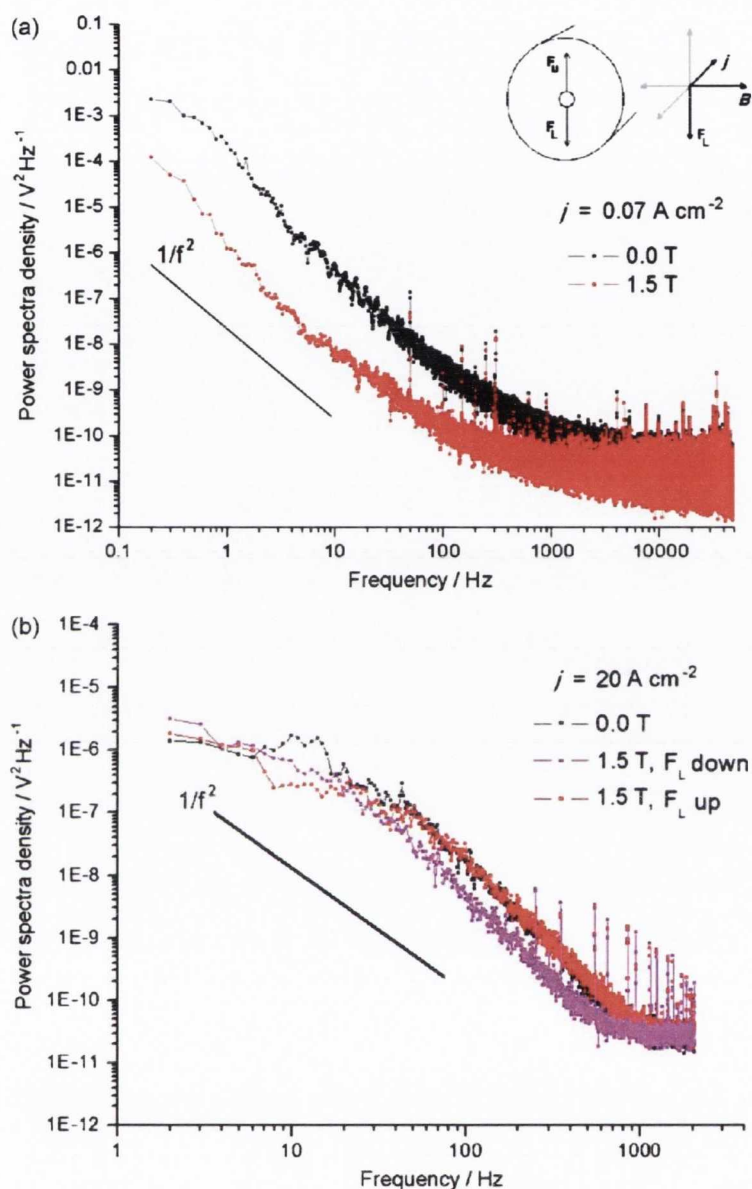 (a)
0.1
0.01
1E-3
1E-4
1E-5
1E-6
1E-7
1E-8
1E-9
1E-10
1E-11
1E-12
Power spectra density / V² Hz⁻¹
1/f²
F_u
F_L
j
B
F_L
j = 0.07 A cm⁻²
0.0 T
1.5 T
0.1 1 10 100 1000 10000
Frequency / Hz
(b)
1E-4
1E-5
1E-6
1E-7
1E-8
1E-9
1E-10
1E-11
1E-12
Power spectra density / V² Hz⁻¹
1/f²
j = 20 A cm⁻²
0.0 T
1.5 T, F_L down
1.5 T, F_L up
1 10 100 1000
Frequency / Hz